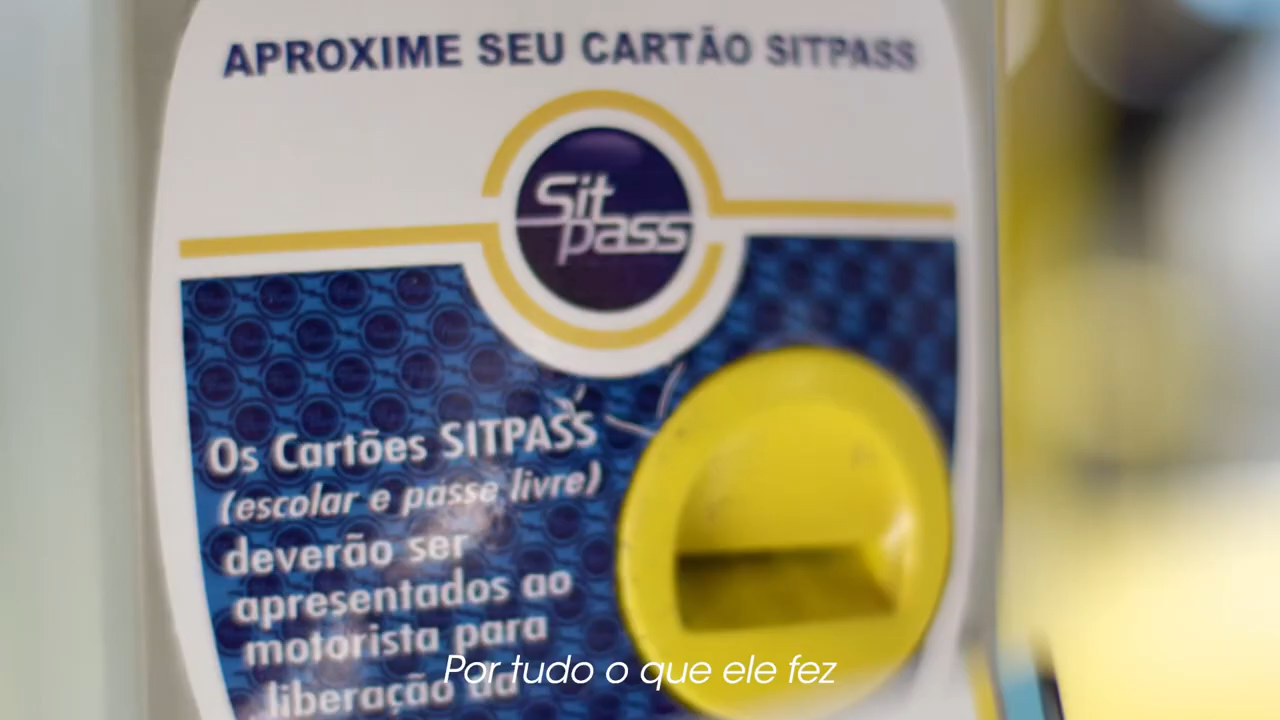 APROXIME SEU CARTÃO SITPASS
Sit
pass
Os Cartões SITPASS
(escolar e passe livre)
deverão ser
apresentados ao
motorista para
liberação da
Por tudo o que ele fez